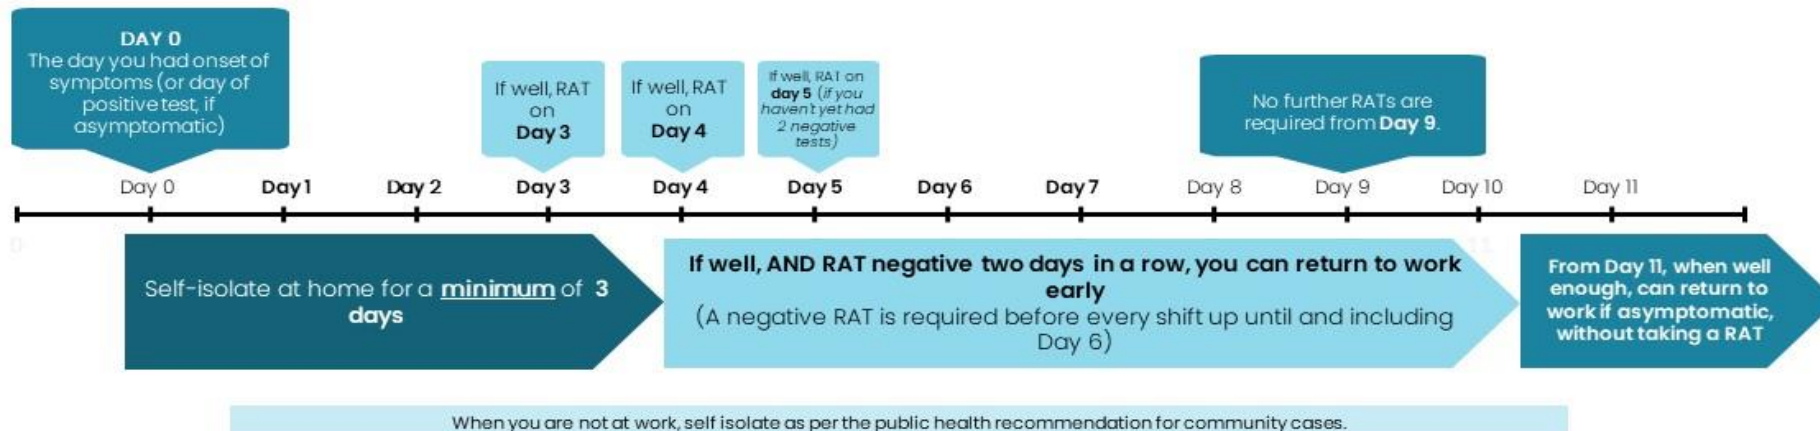 DAY 0
The day you had onset of
symptoms (or day of
positive test, if
asymptomatic)
If well, RAT
on
Day 3
If well, RAT
on
Day 4
If well, RAT on
day 5 (if you
haven't yet had
2 negative
tests)
No further RATs are
required from Day 9.
Day 0
Day 1
Day 2
Day 3
Day 4
Day 5
Day 6
Day 7
Day 8
Day 9
Day 10
Day 11
0
11
Self-isolate at home for a minimum of 3
days
If well, AND RAT negative two days in a row, you can return to work
early
(A negative RAT is required before every shift up until and including
Day 6)
From Day 11, when well
enough, can return to
work if asymptomatic,
without taking a RAT
When you are not at work, self isolate as per the public health recommendation for community cases.